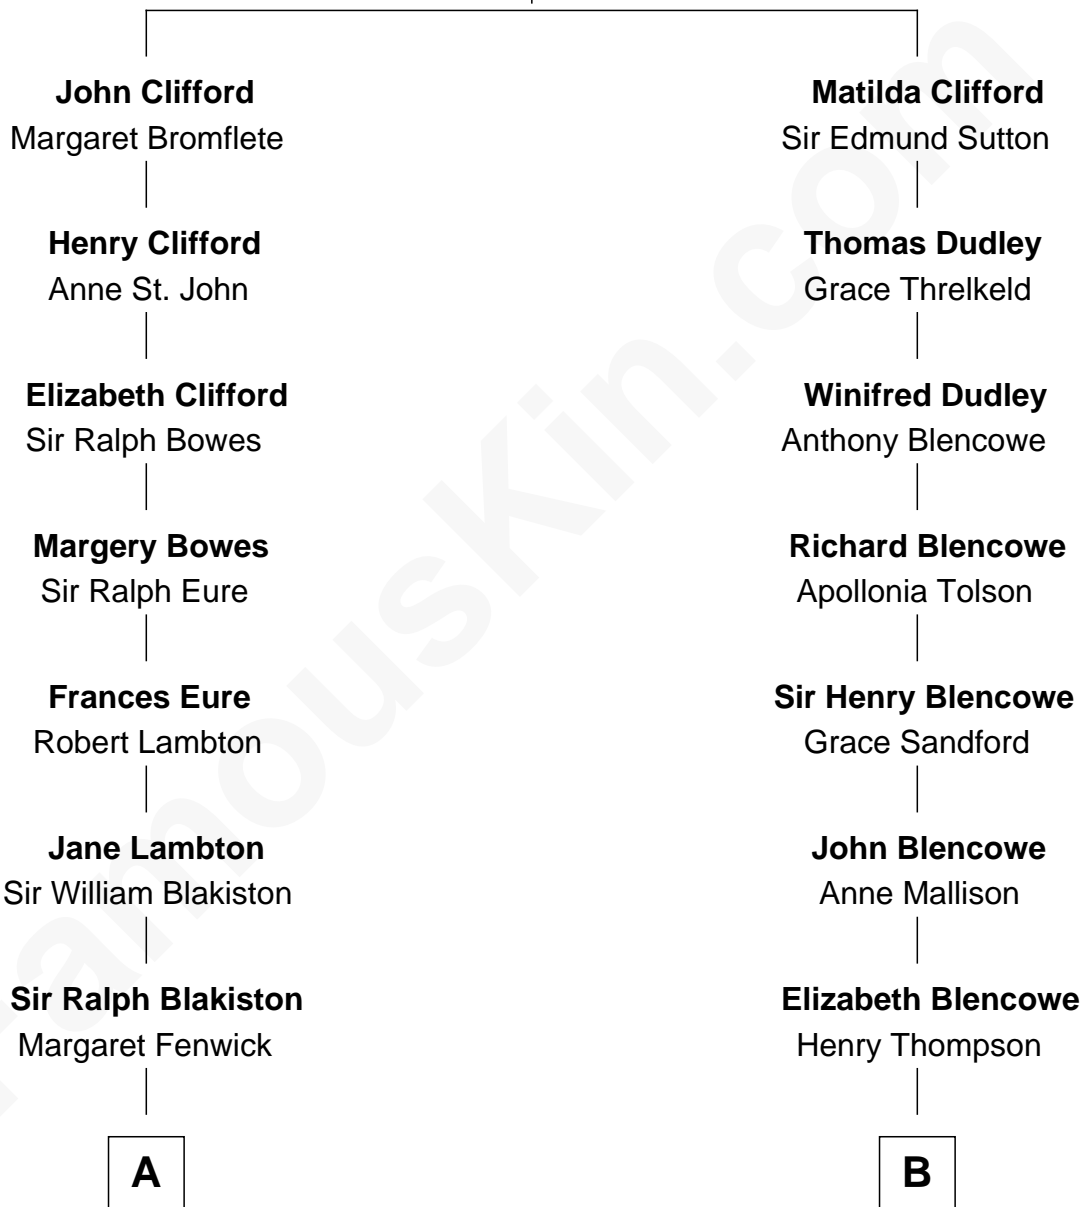 John Clifford
Margaret Bromflete
Henry Clifford
Anne St. John
Elizabeth Clifford
Sir Ralph Bowes
Margery Bowes
Sir Ralph Eure
Frances Eure
Robert Lambton
Jane Lambton
Sir William Blakiston
Sir Ralph Blakiston
Margaret Fenwick
A
Matilda Clifford
Sir Edmund Sutton
Thomas Dudley
Grace Threlkeld
Winifred Dudley
Anthony Blencowe
Richard Blencowe
Apollonia Tolson
Sir Henry Blencowe
Grace Sandford
John Blencowe
Anne Mallison
Elizabeth Blencowe
Henry Thompson
B
FamousKin.com